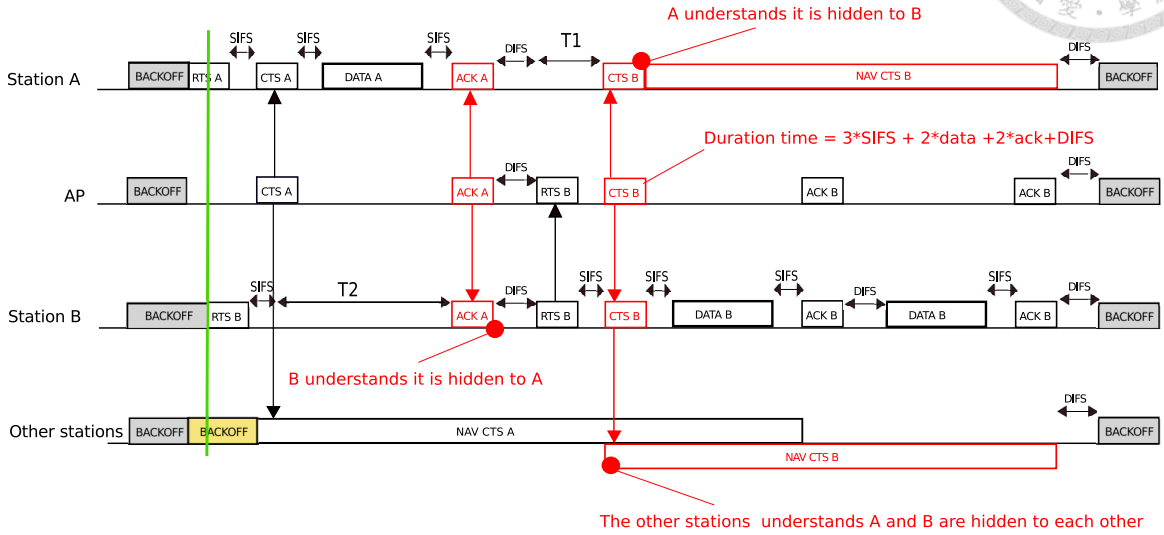 A understands it is hidden to B
SIFS SIFS SIFS DIFS T1 DIFS
Station A BACKOFF RTS A CTS A DATA A ACK A CTS B NAV CTS B BACKOFF
Duration time = 3*SIFS + 2*data +2*ack+DIFS
DIFS DIFS
AP BACKOFF CTS A ACK A RTS B CTS B ACK B ACK B BACKOFF
SIFS T2 DIFS SIFS SIFS SIFS DIFS SIFS DIFS
Station B BACKOFF RTS B ACK A RTS B CTS B DATA B ACK B DATA B ACK B BACKOFF
B understands it is hidden to A
DIFS
Other stations BACKOFF BACKOFF NAV CTS A BACKOFF
NAV CTS B
The other stations understands A and B are hidden to each other